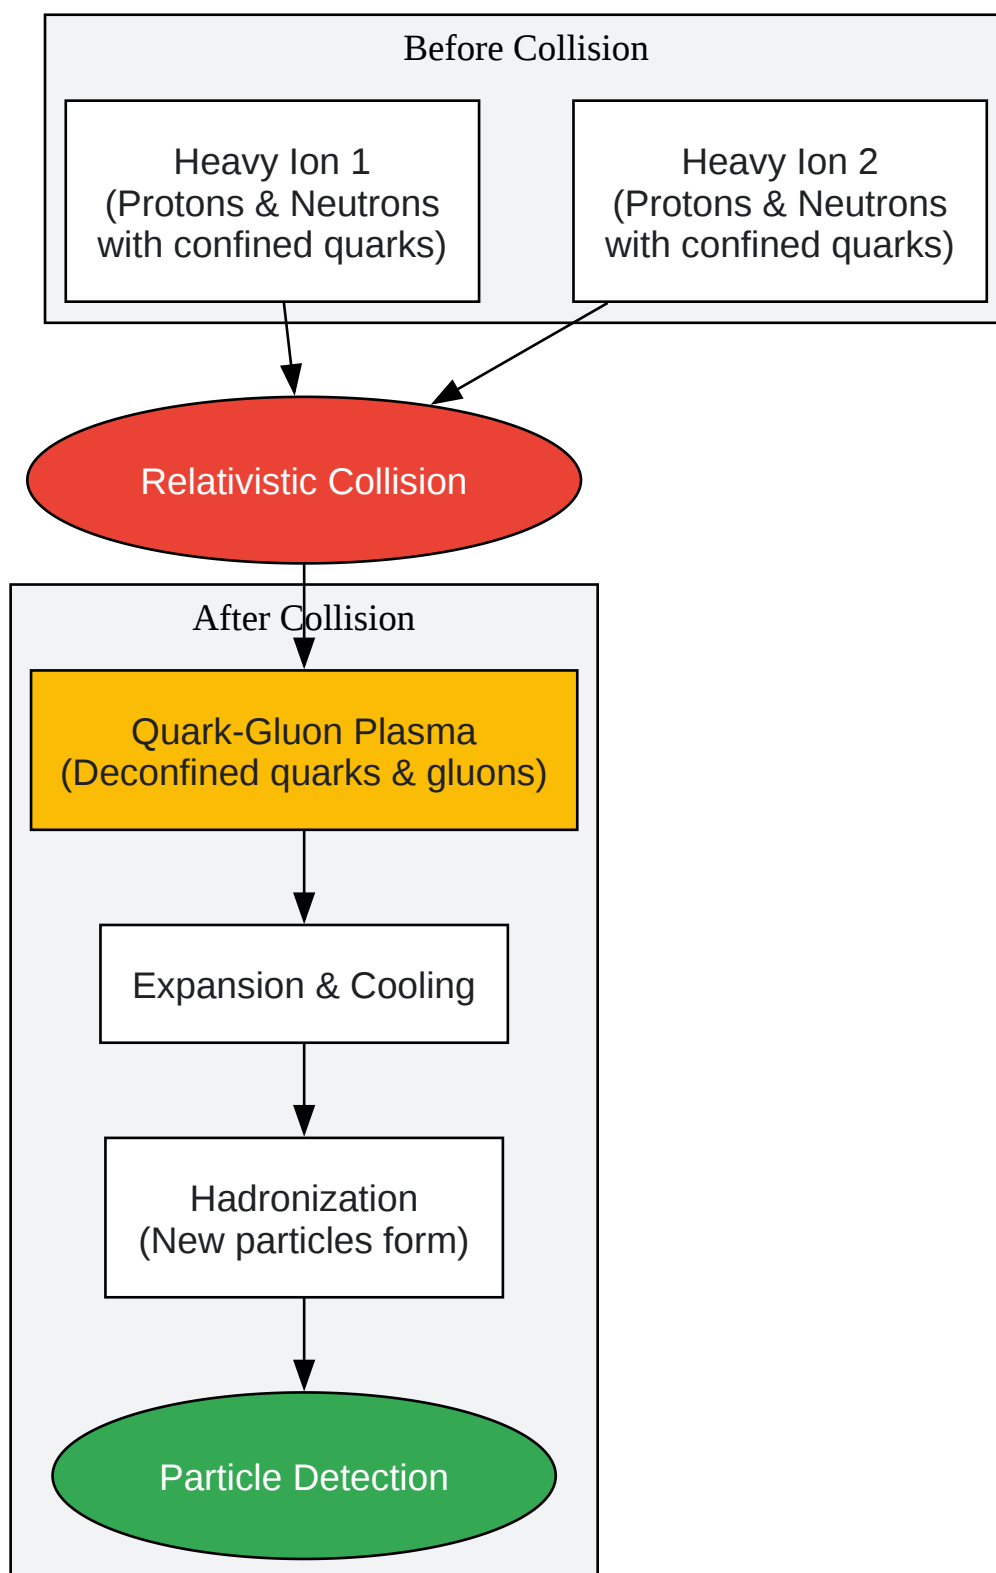 Before Collision
Heavy Ion 1
(Protons & Neutrons
with confined quarks)
Heavy Ion 2
(Protons & Neutrons
with confined quarks)
Relativistic Collision
After Collision
Quark-Gluon Plasma
(Deconfined quarks & gluons)
Expansion & Cooling
Hadronization
(New particles form)
Particle Detection